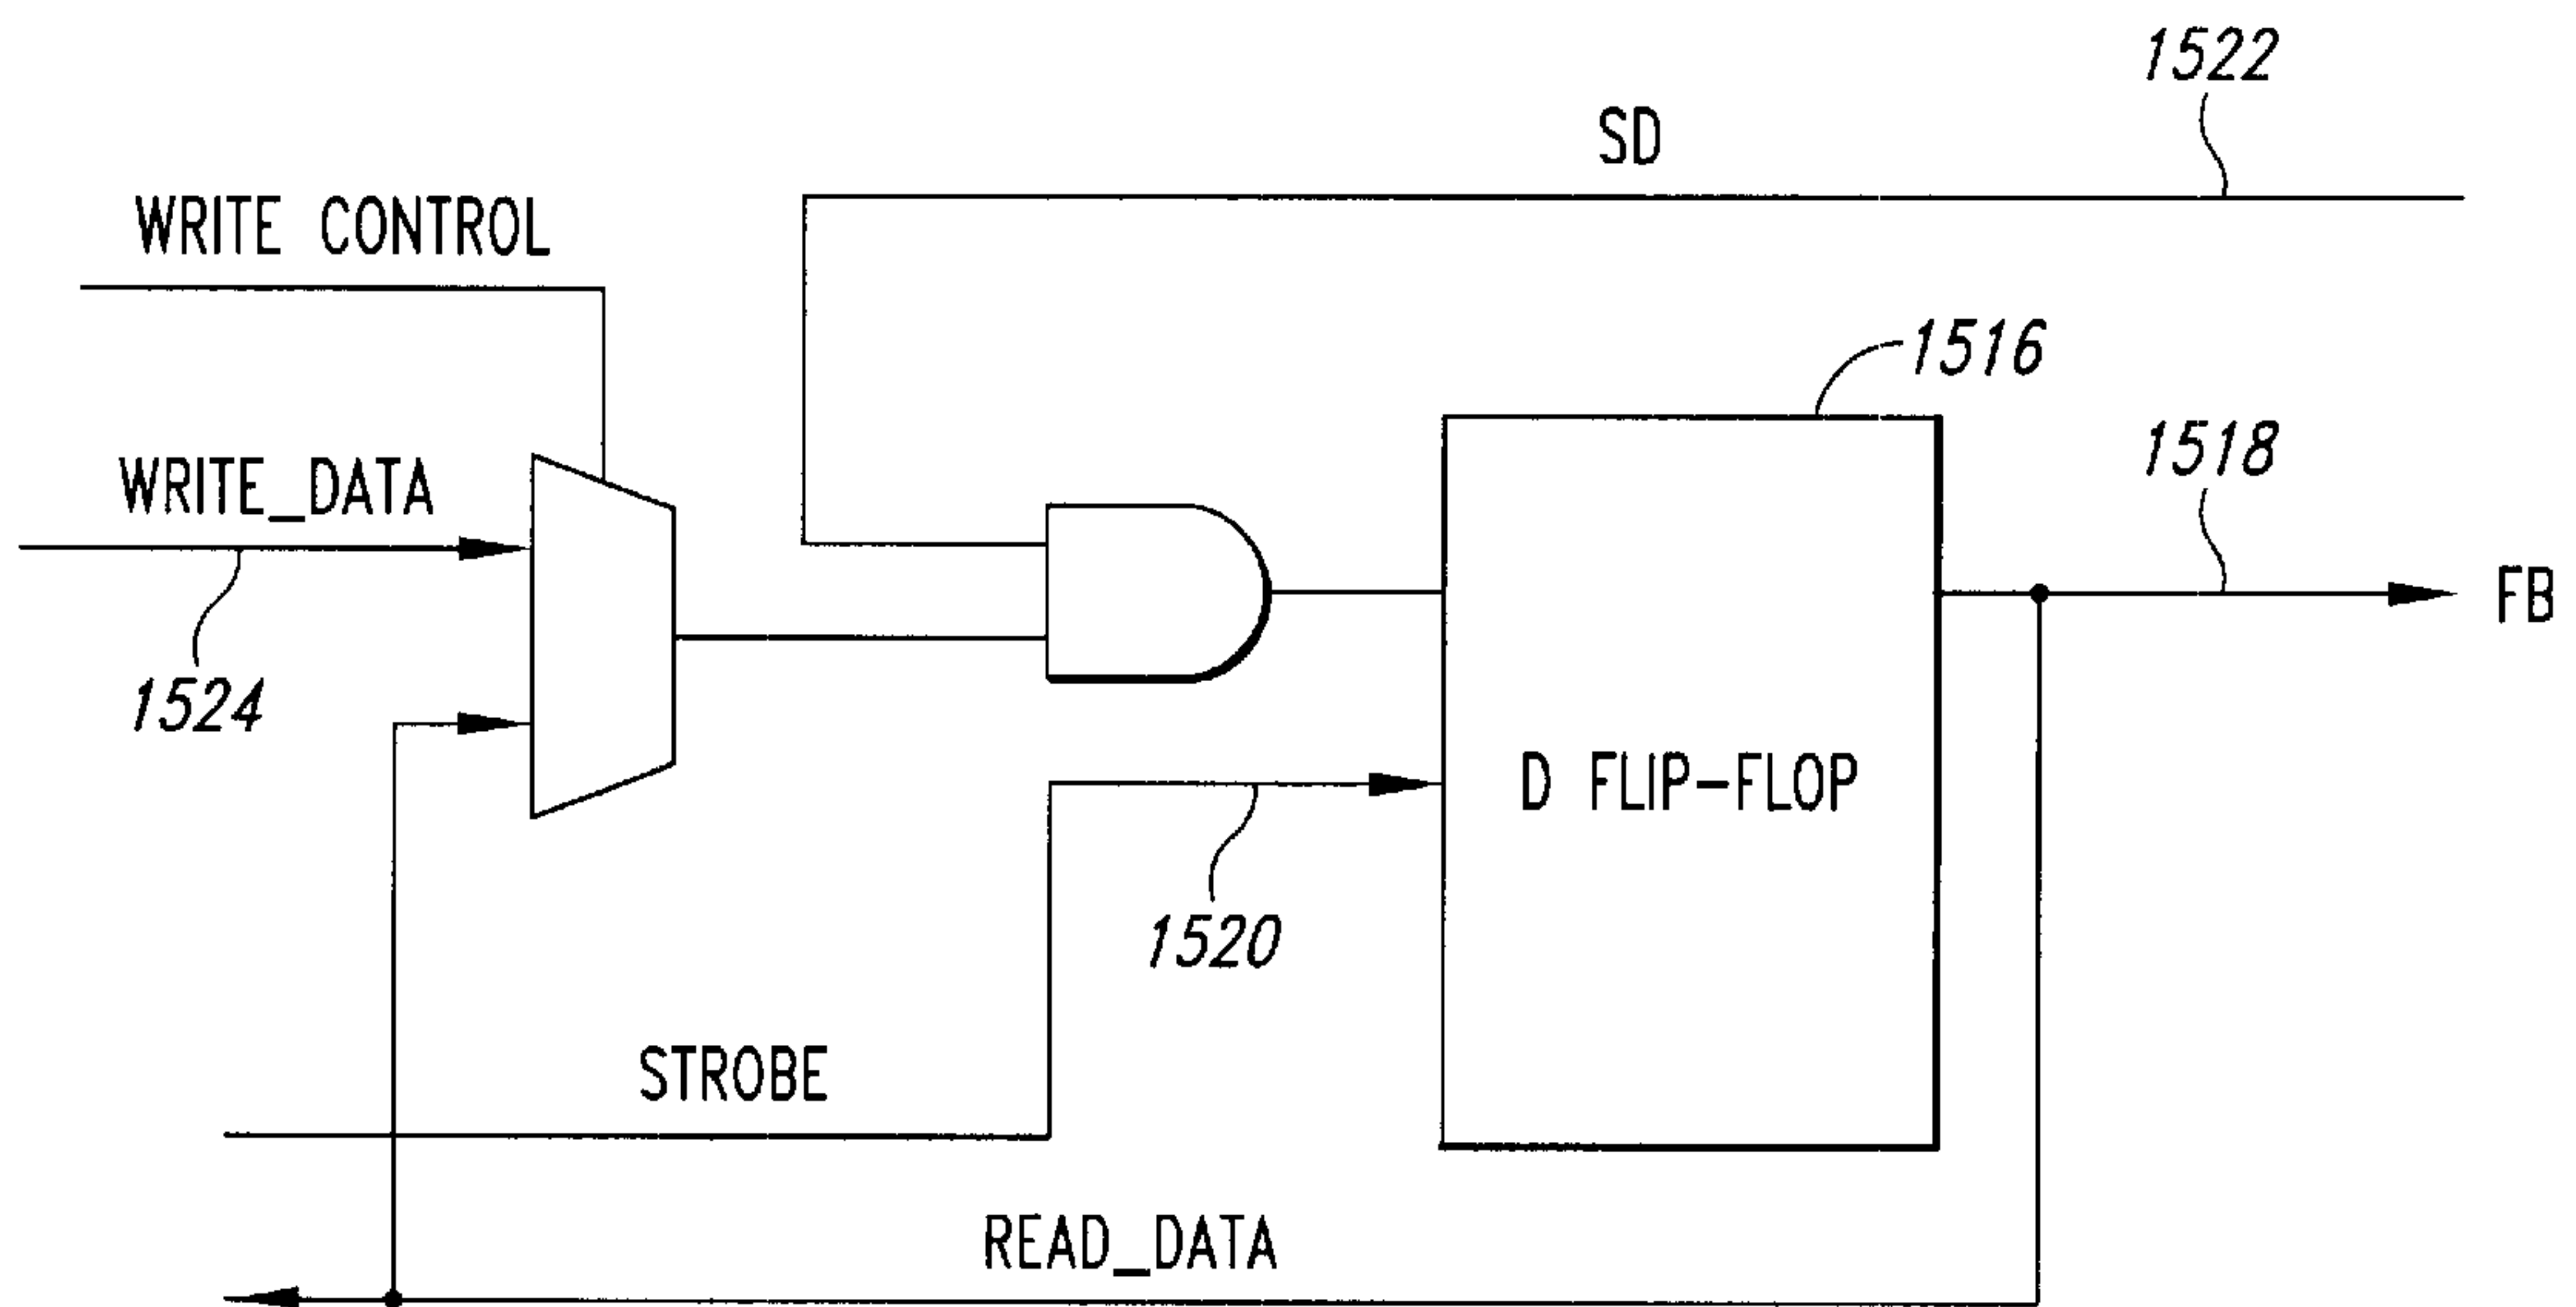 1522
SD
WRITE CONTROL
1516
1518
WRITE_DATA
FB
1524
D FLIP-FLOP
1520
STROBE
READ_DATA